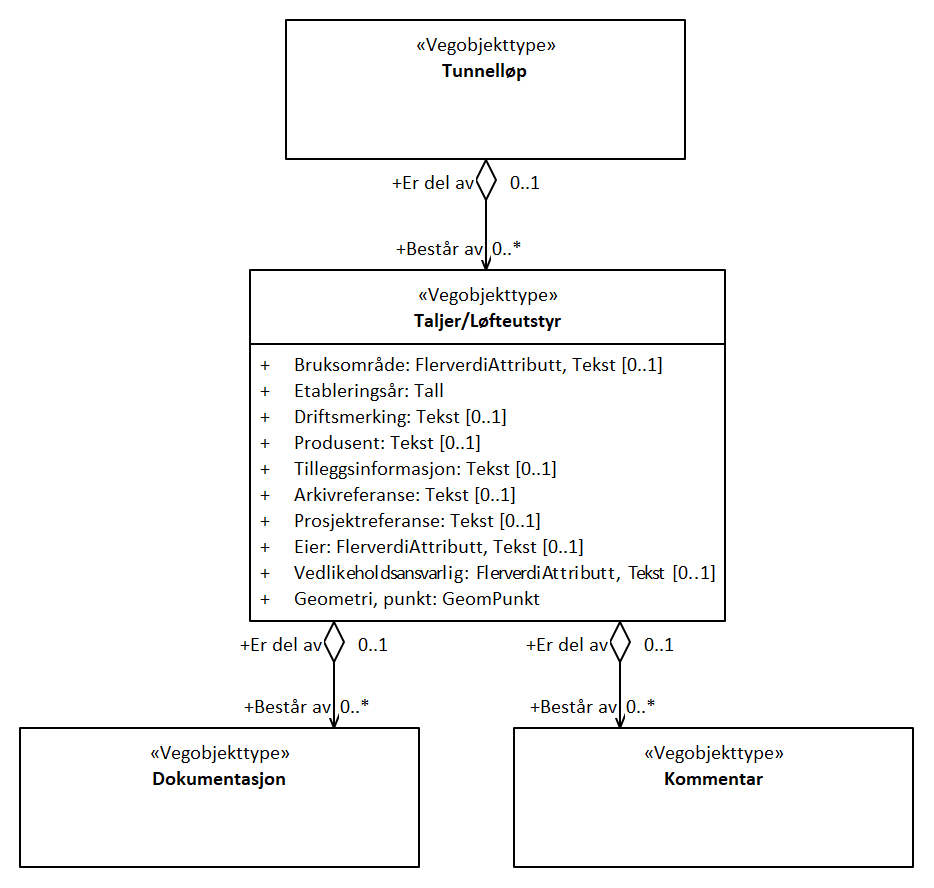 «Vegobjekttype»
Tunnelløp
+Er del av 0..1
+Består av 0..*
«Vegobjekttype»
Taljer/Løfteutstyr
+ Bruksområde: FlerverdiAttributt, Tekst [0..1]
+ Etableringsår: Tall
+ Driftsmerking: Tekst [0..1]
+ Produsent: Tekst [0..1]
+ Tilleggsinformasjon: Tekst [0..1]
+ Arkivreferanse: Tekst [0..1]
+ Prosjektreferanse: Tekst [0..1]
+ Eier: FlerverdiAttributt, Tekst [0..1]
+ Vedlikeholdsansvarlig: FlerverdiAttributt, Tekst [0..1]
+ Geometri, punkt: GeomPunkt
+Er del av 0..1
+Består av 0..*
«Vegobjekttype»
Dokumentasjon
+Er del av 0..1
+Består av 0..*
«Vegobjekttype»
Kommentar